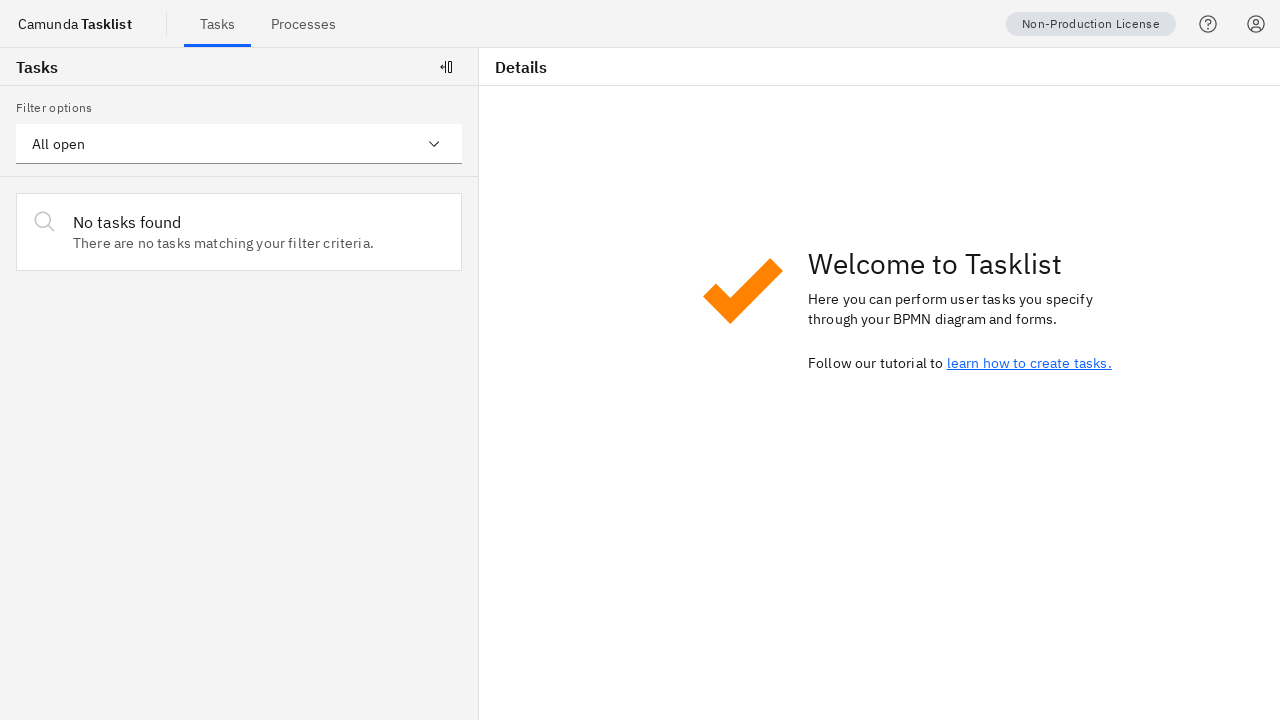 Camunda Tasklist
Tasks
Processes
Non-Production License
Tasks
Details
Filter options
All open
No tasks found
There are no tasks matching your filter criteria.
Welcome to Tasklist
Here you can perform user tasks you specify
through your BPMN diagram and forms.
Follow our tutorial to learn how to create tasks.